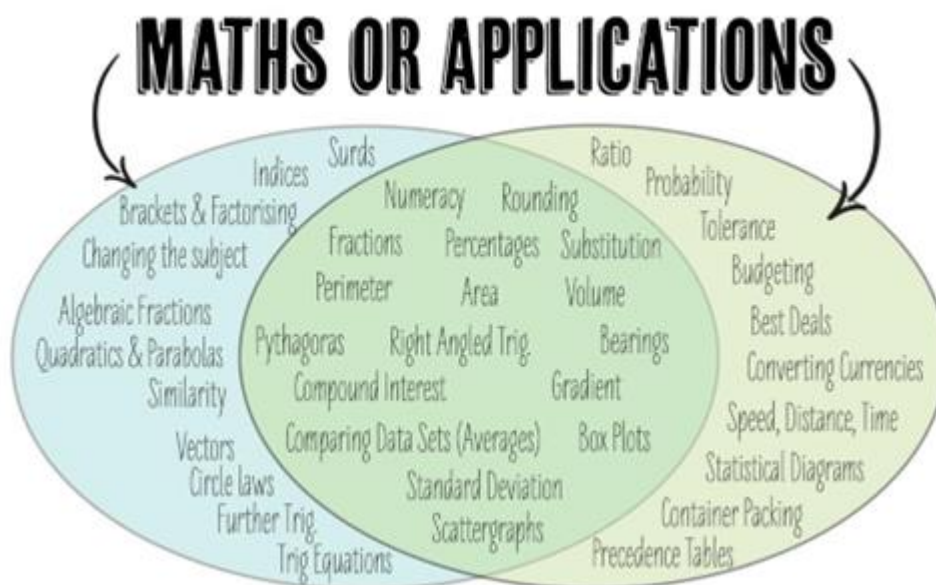 MATHS OR APPLICATIONS
Surds
Indices
Brackets & Factorising
Changing the subject
Algebraic Fractions
Quadratics & Parabolas
Similarity
Vectors
Circle laws
Further Trig.
Trig Equations
Numeracy
Rounding
Fractions
Percentages
Substitution
Perimeter
Area
Volume
Pythagoras
Right Angled Trig.
Bearings
Compound Interest
Gradient
Comparing Data Sets (Averages)
Box Plots
Standard Deviation
Scattergraphs
Ratio
Probability
Tolerance
Budgeting
Best Deals
Converting Currencies
Speed, Distance, Time
Statistical Diagrams
Container Packing
Precedence Tables